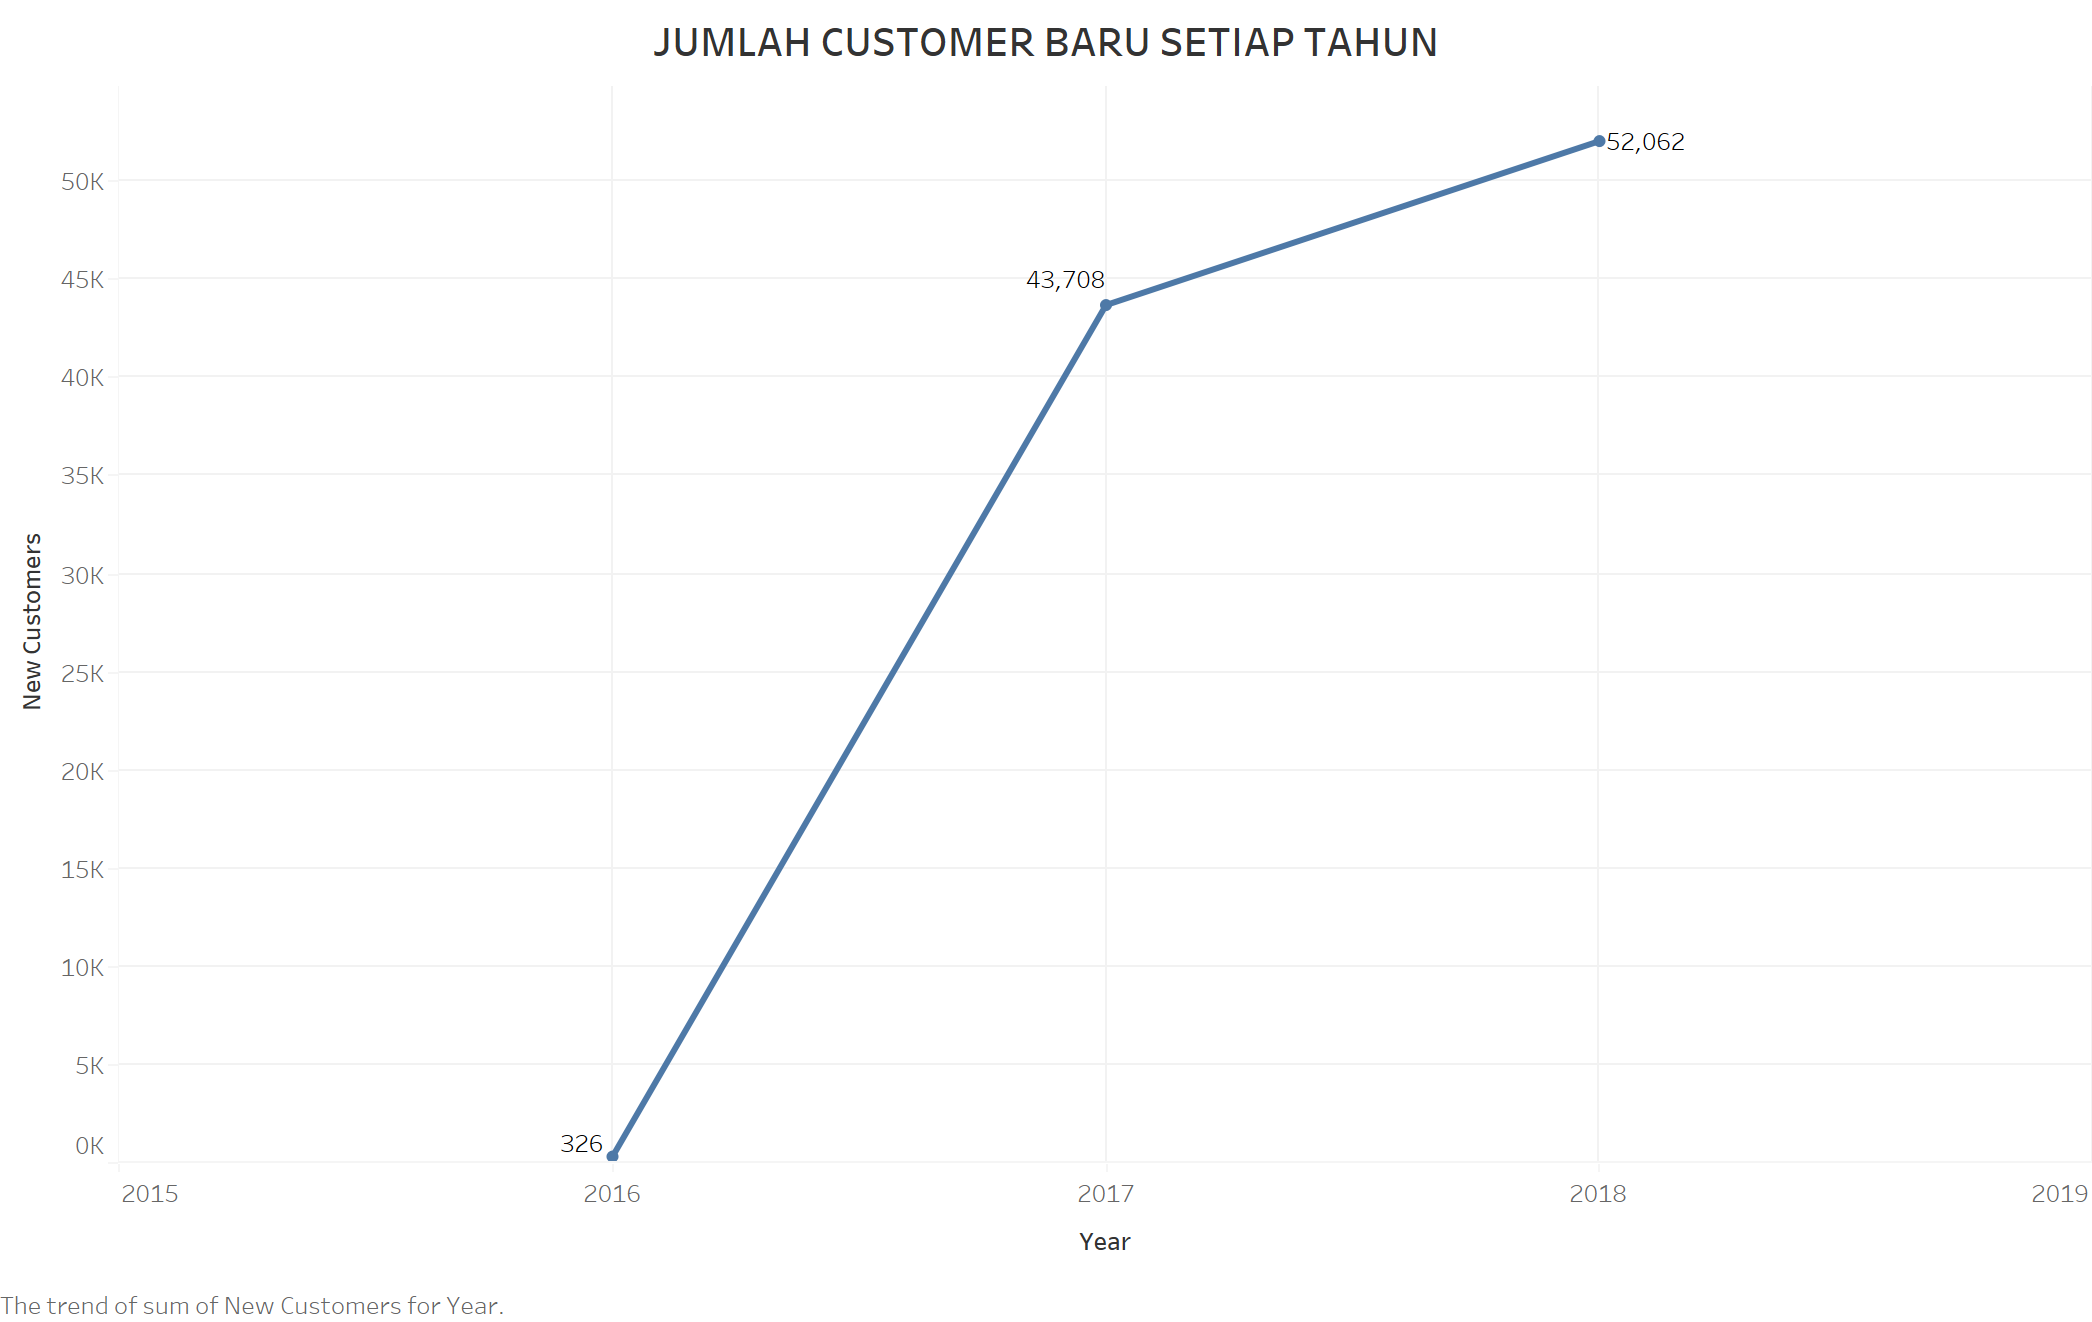 JUMLAH CUSTOMER BARU SETIAP TAHUN
52,062
50K
43,708
45K
40K
35K
30K
New Customers
25K
20K
15K
10K
5K
326
0K
2015 2016 2017 2018 2019
Year
The trend of sum of New Customers for Year.